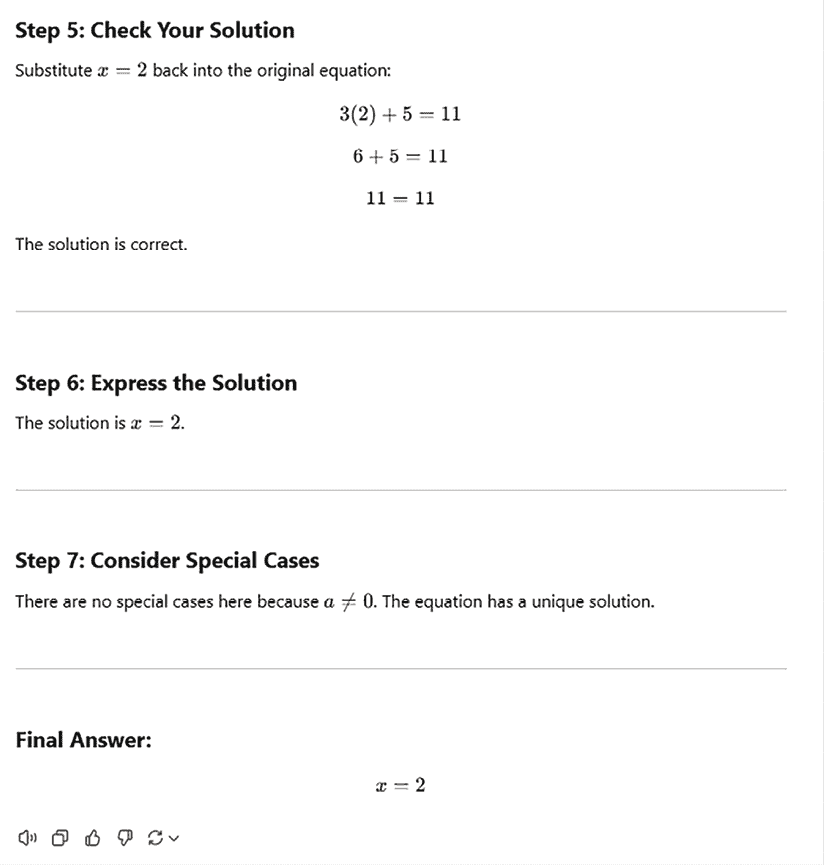 Step 5: Check Your Solution
Substitute x = 2 back into the original equation:
3(2) + 5 = 11
6 + 5 = 11
11 = 11
The solution is correct.
Step 6: Express the Solution
The solution is x = 2.
Step 7: Consider Special Cases
There are no special cases here because a ≠ 0. The equation has a unique solution.
Final Answer:
x = 2